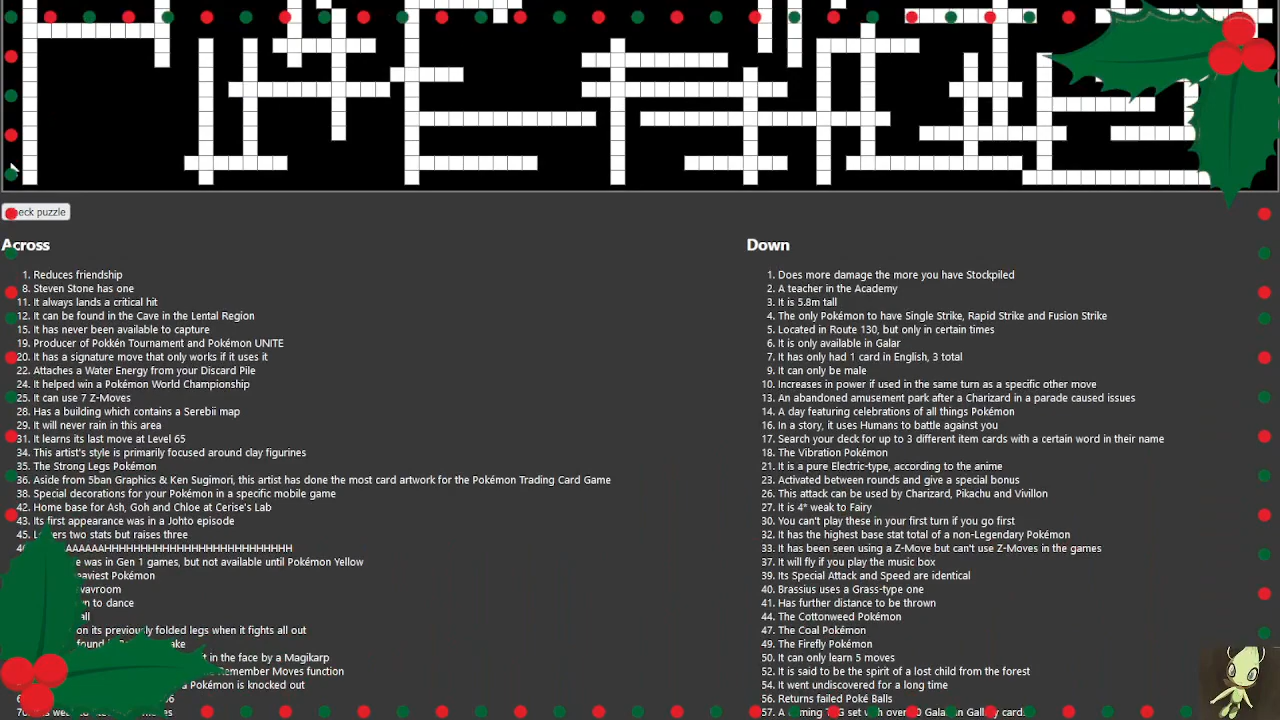 eck puzzle
Across
1. Reduces friendship
8. Steven Stone has one
11. It always lands a critical hit
12. It can be found in the Cave in the Lental Region
15. It has never been available to capture
19. Producer of Pokkén Tournament and Pokémon UNITE
20. It has a signature move that only works if it uses it
22. Attaches a Water Energy from your Discard Pile
24. It helped win a Pokémon World Championship
25. It can use 7 Z-Moves
28. Has a building which contains a Serebii map
29. It will never rain in this area
31. It learns its last move at Level 65
34. This artist's style is primarily focused around clay figurines
35. The Strong Legs Pokémon
36. Aside from 5ban Graphics & Ken Sugimori, this artist has done the most card artwork for the Pokémon Trading Card Game
38. Special decorations for your Pokémon in a specific mobile game
42. Home base for Ash, Goh and Chloe at Cerise's Lab
43. Its first appearance was in a Johto episode
45. L ers two stats but raises three
AAAAAAHHHHHHHHHHHHHHHHHHHHHHHHHH
e was in Gen 1 games, but not available until Pokémon Yellow
eaviest Pokémon
vavroom
n to dance
all
on its previously folded legs when it fights all out
found i ake
t in the face by a Magikarp
emember Moves function
a Pokémon is knocked out
Down
1. Does more damage the more you have Stockpiled
2. A teacher in the Academy
3. It is 5.8m tall
4. The only Pokémon to have Single Strike, Rapid Strike and Fusion Strike
5. Located in Route 130, but only in certain times
6. It is only available in Galar
7. It has only had 1 card in English, 3 total
9. It can only be male
10. Increases in power if used in the same turn as a specific other move
13. An abandoned amusement park after a Charizard in a parade caused issues
14. A day featuring celebrations of all things Pokémon
16. In a story, it uses Humans to battle against you
17. Search your deck for up to 3 different item cards with a certain word in their name
18. The Vibration Pokémon
21. It is a pure Electric-type, according to the anime
23. Activated between rounds and give a special bonus
26. This attack can be used by Charizard, Pikachu and Vivillon
27. It is 4* weak to Fairy
30. You can't play these in your first turn if you go first
32. It has the highest base stat total of a non-Legendary Pokémon
33. It has been seen using a Z-Move but can't use Z-Moves in the games
37. It will fly if you play the music box
39. Its Special Attack and Speed are identical
40. Brassius uses a Grass-type one
41. Has further distance to be thrown
44. The Cottonweed Pokémon
47. The Coal Pokémon
49. The Firefly Pokémon
50. It can only learn 5 moves
52. It is said to be the spirit of a lost child from the forest
54. It went undiscovered for a long time
56. Returns failed Poké Balls
57. A ming TCG set with over 30 Galarian Gallery cards